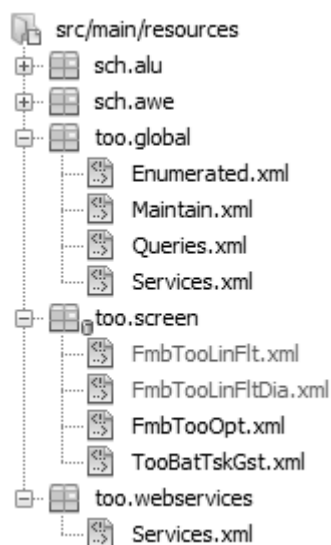 src/main/resources
sch.alu
sch.awe
too.global
Enumerated.xml
Maintain.xml
Queries.xml
Services.xml
too.screen
FmbTooLinFlt.xml
FmbTooLinFltDia.xml
FmbTooOpt.xml
TooBatTskGst.xml
too.webservices
Services.xml